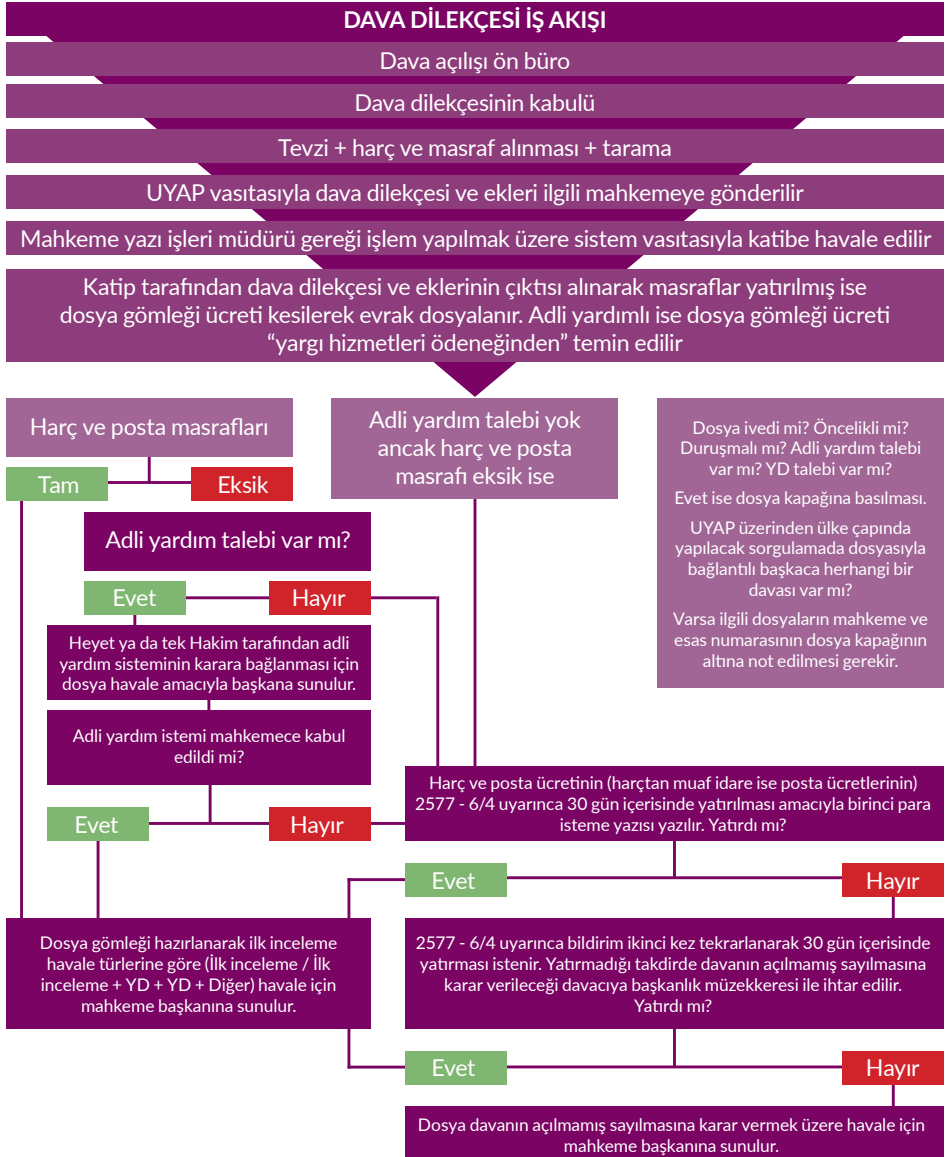 DAVA DİLEKÇESİ İŞ AKIŞI
Dava açılışı ön büro
Dava dilekçesinin kabulü
Tevzi + harç ve masraf alınması + tarama
UYAP vasıtasıyla dava dilekçesi ve ekleri ilgili mahkemeye gönderilir
Mahkeme yazı işleri müdürü gereği işlem yapılmak üzere sistem vasıtasıyla katibe havale edilir
Katip tarafından dava dilekçesi ve eklerinin çıktısı alınarak masraflar yatırılmış ise
dosya gömleği ücreti kesilerek evrak dosyalanır. Adli yardımlı ise dosya gömleği ücreti
“yargı hizmetleri ödeneğinden” temin edilir
Harç ve posta masrafları
Tam
Eksik
Adli yardım talebi yok
ancak harç ve posta
masrafı eksik ise
Dosya ivedi mi? Öncelikli mi?
Duruşmalı mı? Adli yardım talebi
var mı? YD talebi var mı?
Evet ise dosya kapağına basılması.
UYAP üzerinden ülke çapında
yapılacak sorgulamada dosyasıyla
bağlantılı başkaca herhangi bir
davası var mı?
Varsa ilgili dosyaların mahkeme ve
esas numarasının dosya kapağının
altına not edilmesi gerekir.
Adli yardım talebi var mı?
Evet
Hayır
Heyet ya da tek Hakim tarafından adli
yardım sisteminin karara bağlanması için
dosya havale amacıyla başkana sunulur.
Adli yardım istemi mahkemece kabul
edildi mi?
Evet
Hayır
Harç ve posta ücretinin (harçtan muaf idare ise posta ücretlerinin)
2577 - 6/4 uyarınca 30 gün içerisinde yatırılması amacıyla birinci para
isteme yazısı yazılır. Yatırdı mı?
Evet
Hayır
Dosya gömleği hazırlanarak ilk inceleme
havale türlerine göre (İlk inceleme / İlk
inceleme + YD + YD + Diğer) havale için
mahkeme başkanına sunulur.
2577 - 6/4 uyarınca bildirim ikinci kez tekrarlanarak 30 gün içerisinde
yatırması istenir. Yatırmadığı takdirde davanın açılmamış sayılmasına
karar verileceği davacıya başkanlık müzekkeresi ile ihtar edilir.
Yatırdı mı?
Evet
Hayır
Dosya davanın açılmamış sayılmasına karar vermek üzere havale için
mahkeme başkanına sunulur.